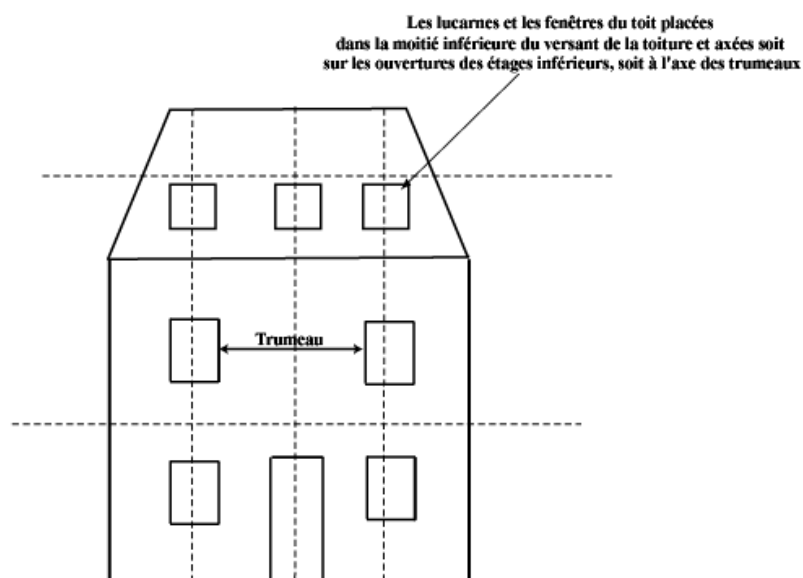 Les lucarnes et les fenêtres du toit placées
dans la moitié inférieure du versant de la toiture et axées soit
sur les ouvertures des étages inférieurs, soit à l'axe des trumeaux
Trumeau